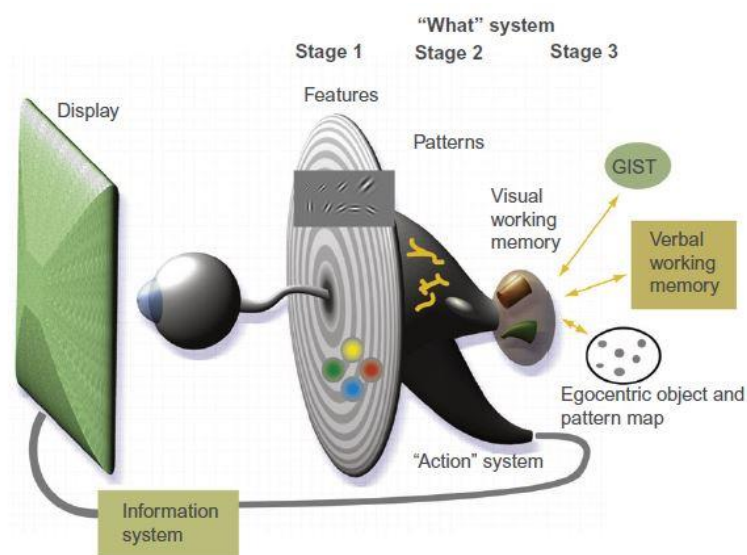 “What” system
Stage 1
Stage 2
Stage 3
Display
Features
Patterns
GIST
Visual
working
memory
Verbal
working
memory
Egocentric object and
pattern map
“Action” system
Information
system